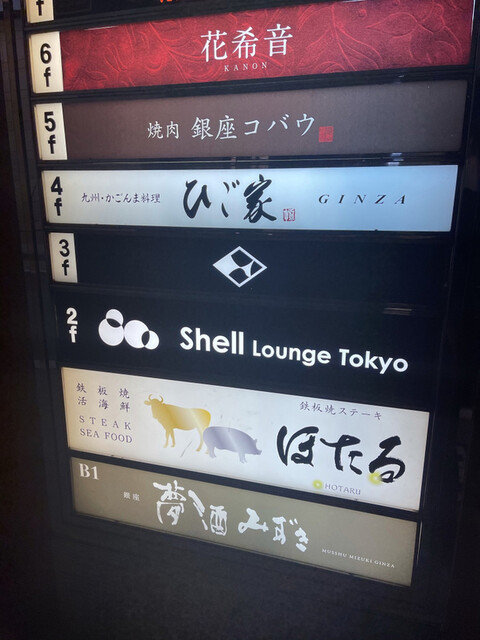 6f
花希音
KANON
5f
焼肉 銀座コバウ
4f
九州・かごんま料理
ひご家
GINZA
3f
2f
Shell Lounge Tokyo
鉄板焼
活海鮮
STEAK
SEA FOOD
鉄板焼ステーキ
ほたる
HOTARU
B1
銀座
夢酒みずき
MUSSHU MIZUKI GINZA